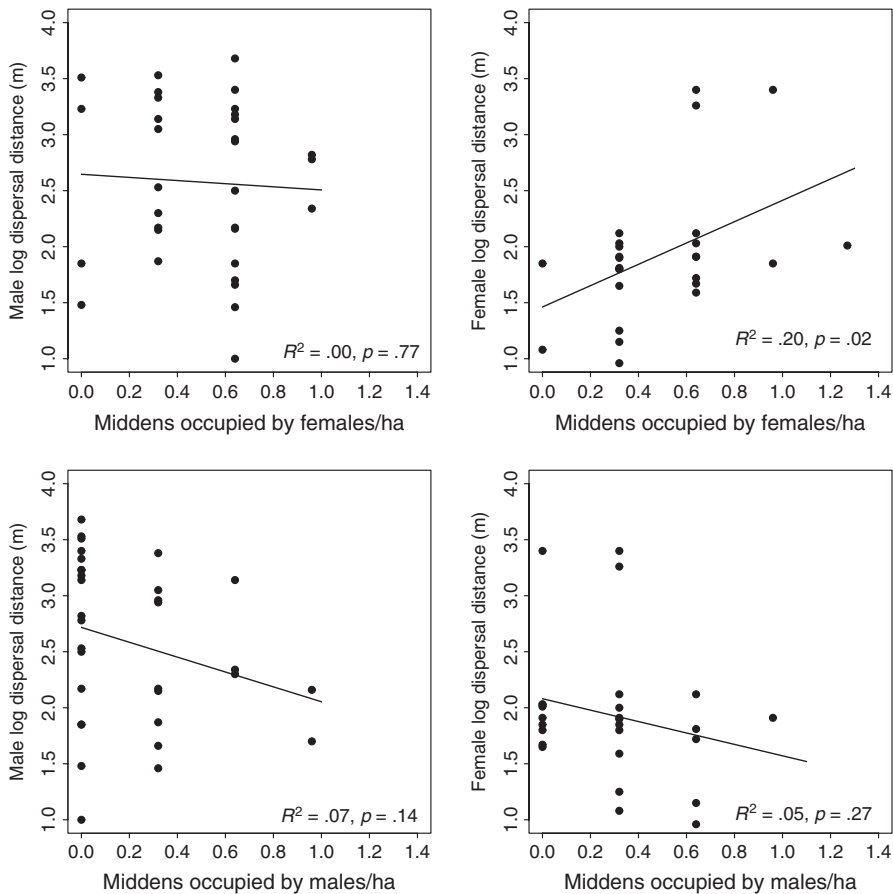 Male log dispersal distance (m)
1.0 1.5 2.0 2.5 3.0 3.5 4.0
R² = .00, p = .77
0.0 0.2 0.4 0.6 0.8 1.0 1.2 1.4
Middens occupied by females/ha
Female log dispersal distance (m)
1.0 1.5 2.0 2.5 3.0 3.5 4.0
R² = .20, p = .02
0.0 0.2 0.4 0.6 0.8 1.0 1.2 1.4
Middens occupied by females/ha
Male log dispersal distance (m)
1.0 1.5 2.0 2.5 3.0 3.5 4.0
R² = .07, p = .14
0.0 0.2 0.4 0.6 0.8 1.0 1.2 1.4
Middens occupied by males/ha
Female log dispersal distance (m)
1.0 1.5 2.0 2.5 3.0 3.5 4.0
R² = .05, p = .27
0.0 0.2 0.4 0.6 0.8 1.0 1.2 1.4
Middens occupied by males/ha